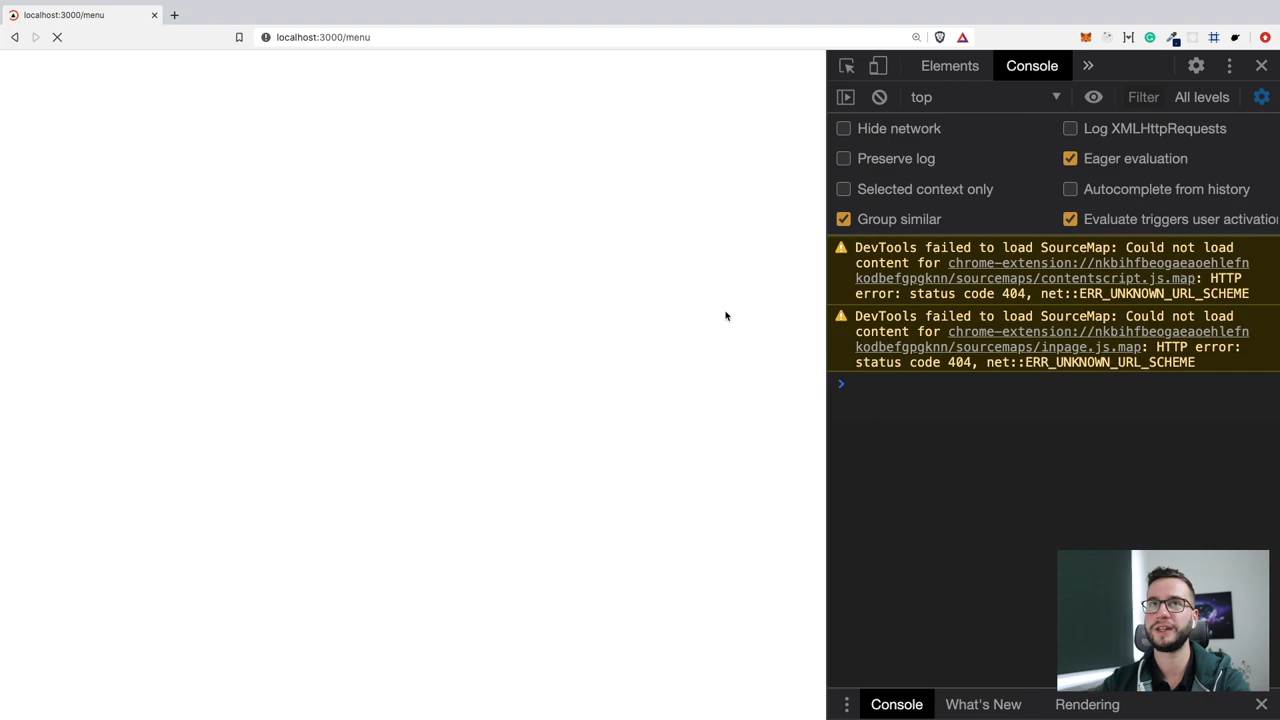 localhost:3000/menu
localhost:3000/menu
Elements
Console
top
Filter
All levels
Hide network
Log XMLHttpRequests
Preserve log
Eager evaluation
Selected context only
Autocomplete from history
Group similar
Evaluate triggers user activatio
DevTools failed to load SourceMap: Could not load
content for chrome-extension://nkbihfbeogaeaoehlefn
kodbefgpgknn/sourcemaps/contentscript.js.map: HTTP
error: status code 404, net::ERR_UNKNOWN_URL_SCHEME
DevTools failed to load SourceMap: Could not load
content for chrome-extension://nkbihfbeogaeaoehlefn
kodbefgpgknn/sourcemaps/inpage.js.map: HTTP error:
status code 404, net::ERR_UNKNOWN_URL_SCHEME
Console
What's New
Rendering